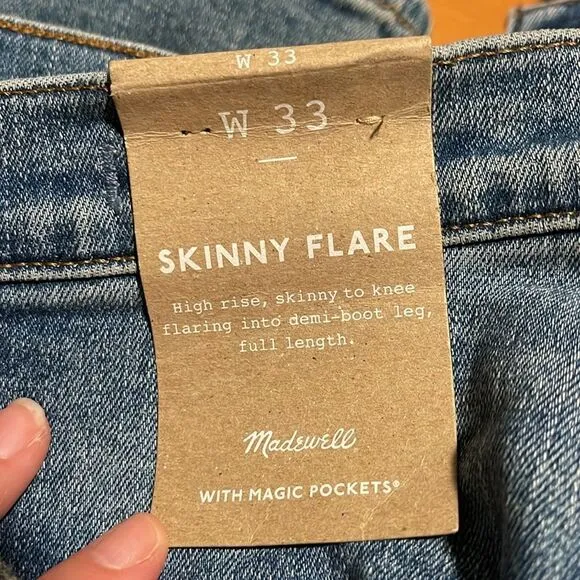 W 33
W 33
SKINNY FLARE
High rise, skinny to knee
flaring into demi-boot leg,
full length.
Madewell
WITH MAGIC POCKETS®